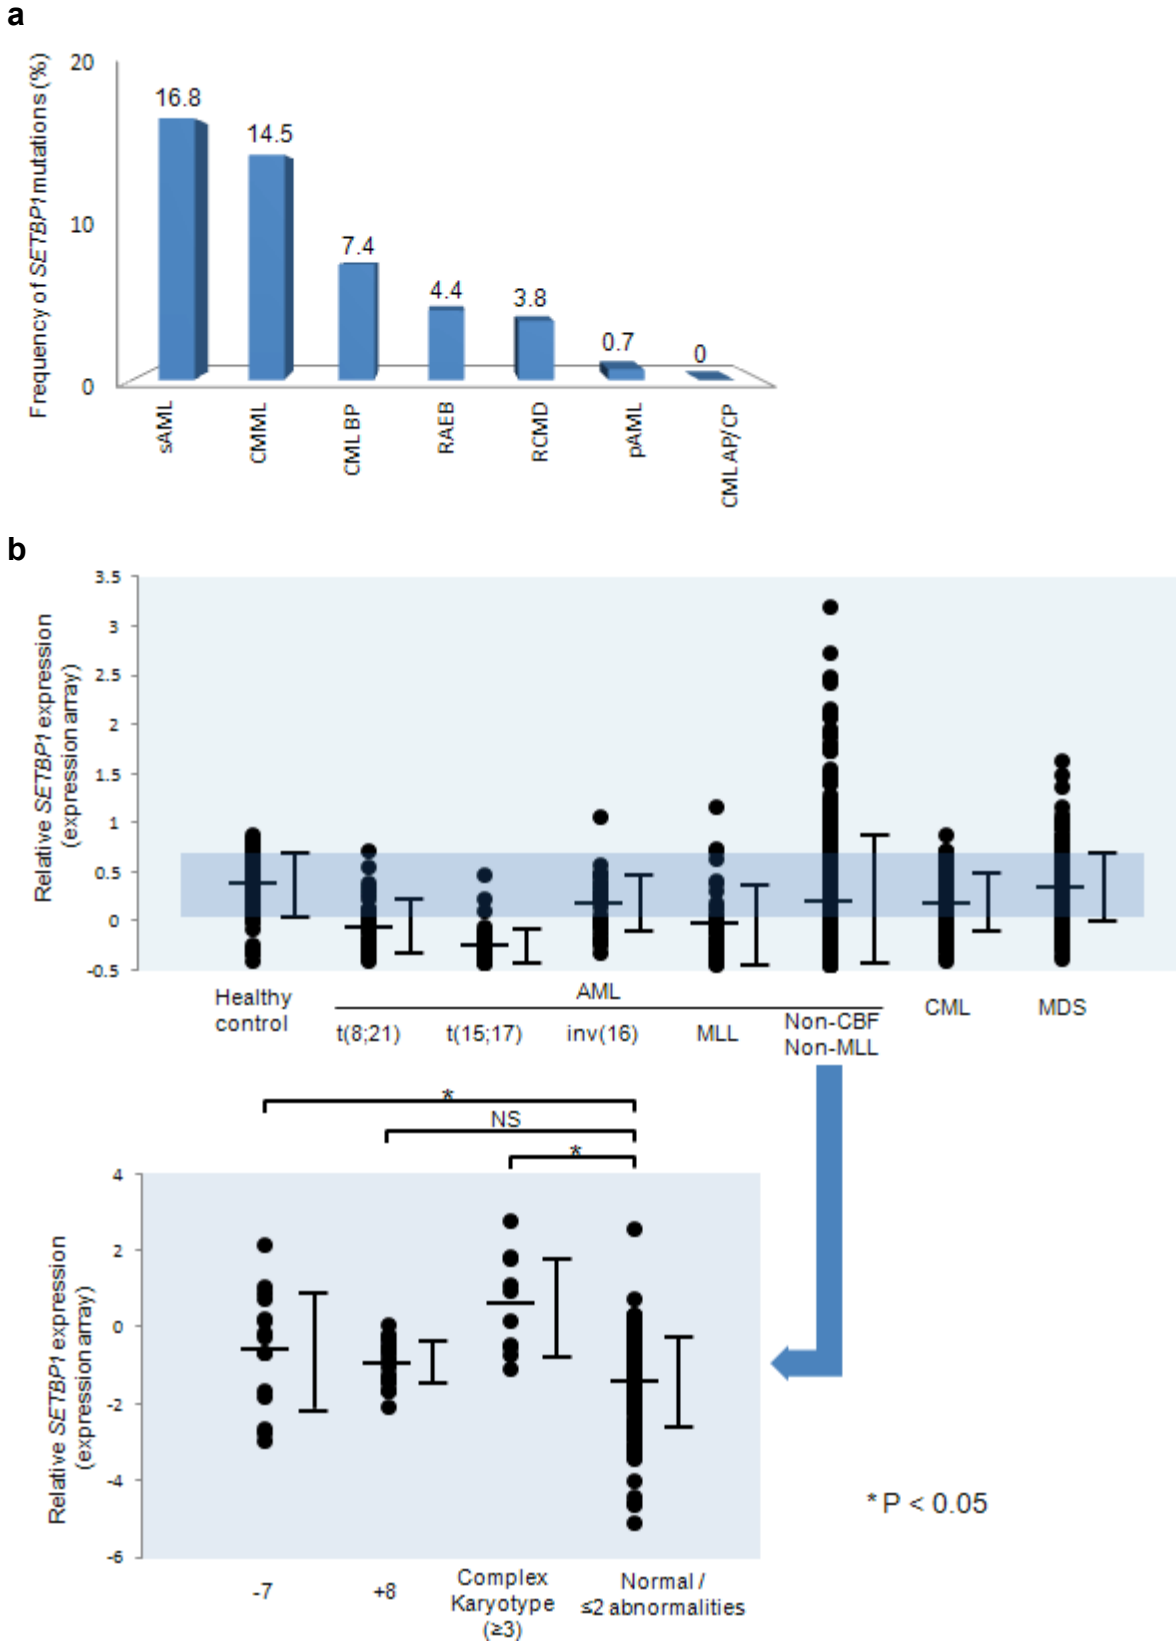 a
Frequency of SETBP1 mutations (%)
20
10
0
16.8
14.5
7.4
4.4
3.8
0.7
0
sAML
CMML
CML BP
RAEB
RCMD
pAML
CML AP/CP
b
Relative SETBP1 expression
(expression array)
3.5
3
2.5
2
1.5
1
0.5
0
-0.5
Healthy
control
AML
t(8;21)
t(15;17)
inv(16)
MLL
Non-CBF
Non-MLL
CML
MDS
*
NS
*
Relative SETBP1 expression
(expression array)
4
2
0
-2
-4
-6
-7
+8
Complex
Karyotype
(≥3)
Normal /
≤2 abnormalities
* P < 0.05